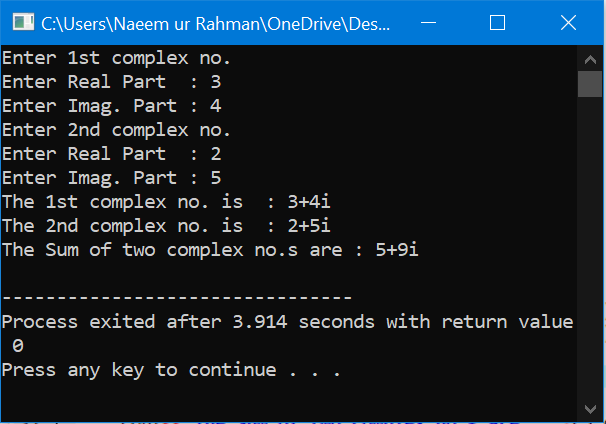 C:\Users\Naeem ur Rahman\OneDrive\Des...
Enter 1st complex no.
Enter Real Part  : 3
Enter Imag. Part : 4
Enter 2nd complex no.
Enter Real Part  : 2
Enter Imag. Part : 5
The 1st complex no. is  : 3+4i
The 2nd complex no. is  : 2+5i
The Sum of two complex no.s are : 5+9i
--------------------------------
Process exited after 3.914 seconds with return value
0
Press any key to continue . . .